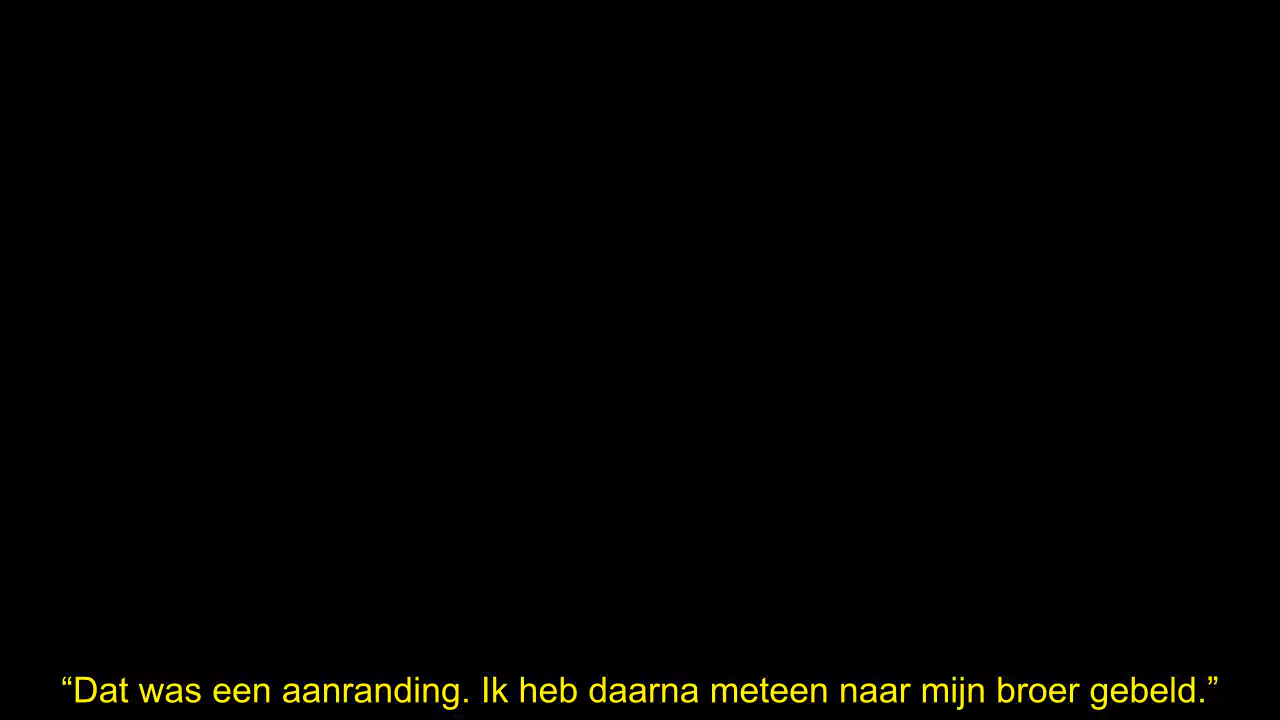 “Dat was een aanranding. Ik heb daarna meteen naar mijn broer gebeld.”